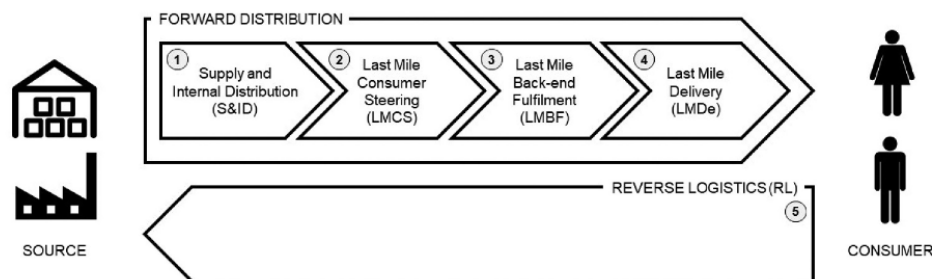 FORWARD DISTRIBUTION
1
Supply and
Internal Distribution
(S&ID)
2
Last Mile
Consumer
Steering
(LMCS)
3
Last Mile
Back-end
Fulfilment
(LMBF)
4
Last Mile
Delivery
(LMDe)
REVERSE LOGISTICS (RL)
5
SOURCE
CONSUMER